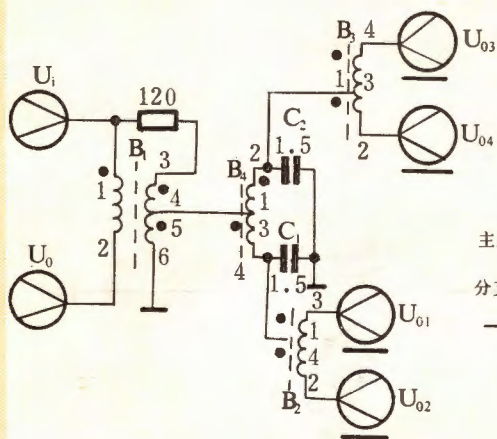 B₃ 4 U₀₃
Uᵢ
120
1 3
B₁ C₂ U₀₄
3 B₄ 2 1.5 2
1 4 1
5 3 C₁
2 6 4 1.5
U₀
3
1 U₀₁
4
2
B₂ U₀₂
主
分